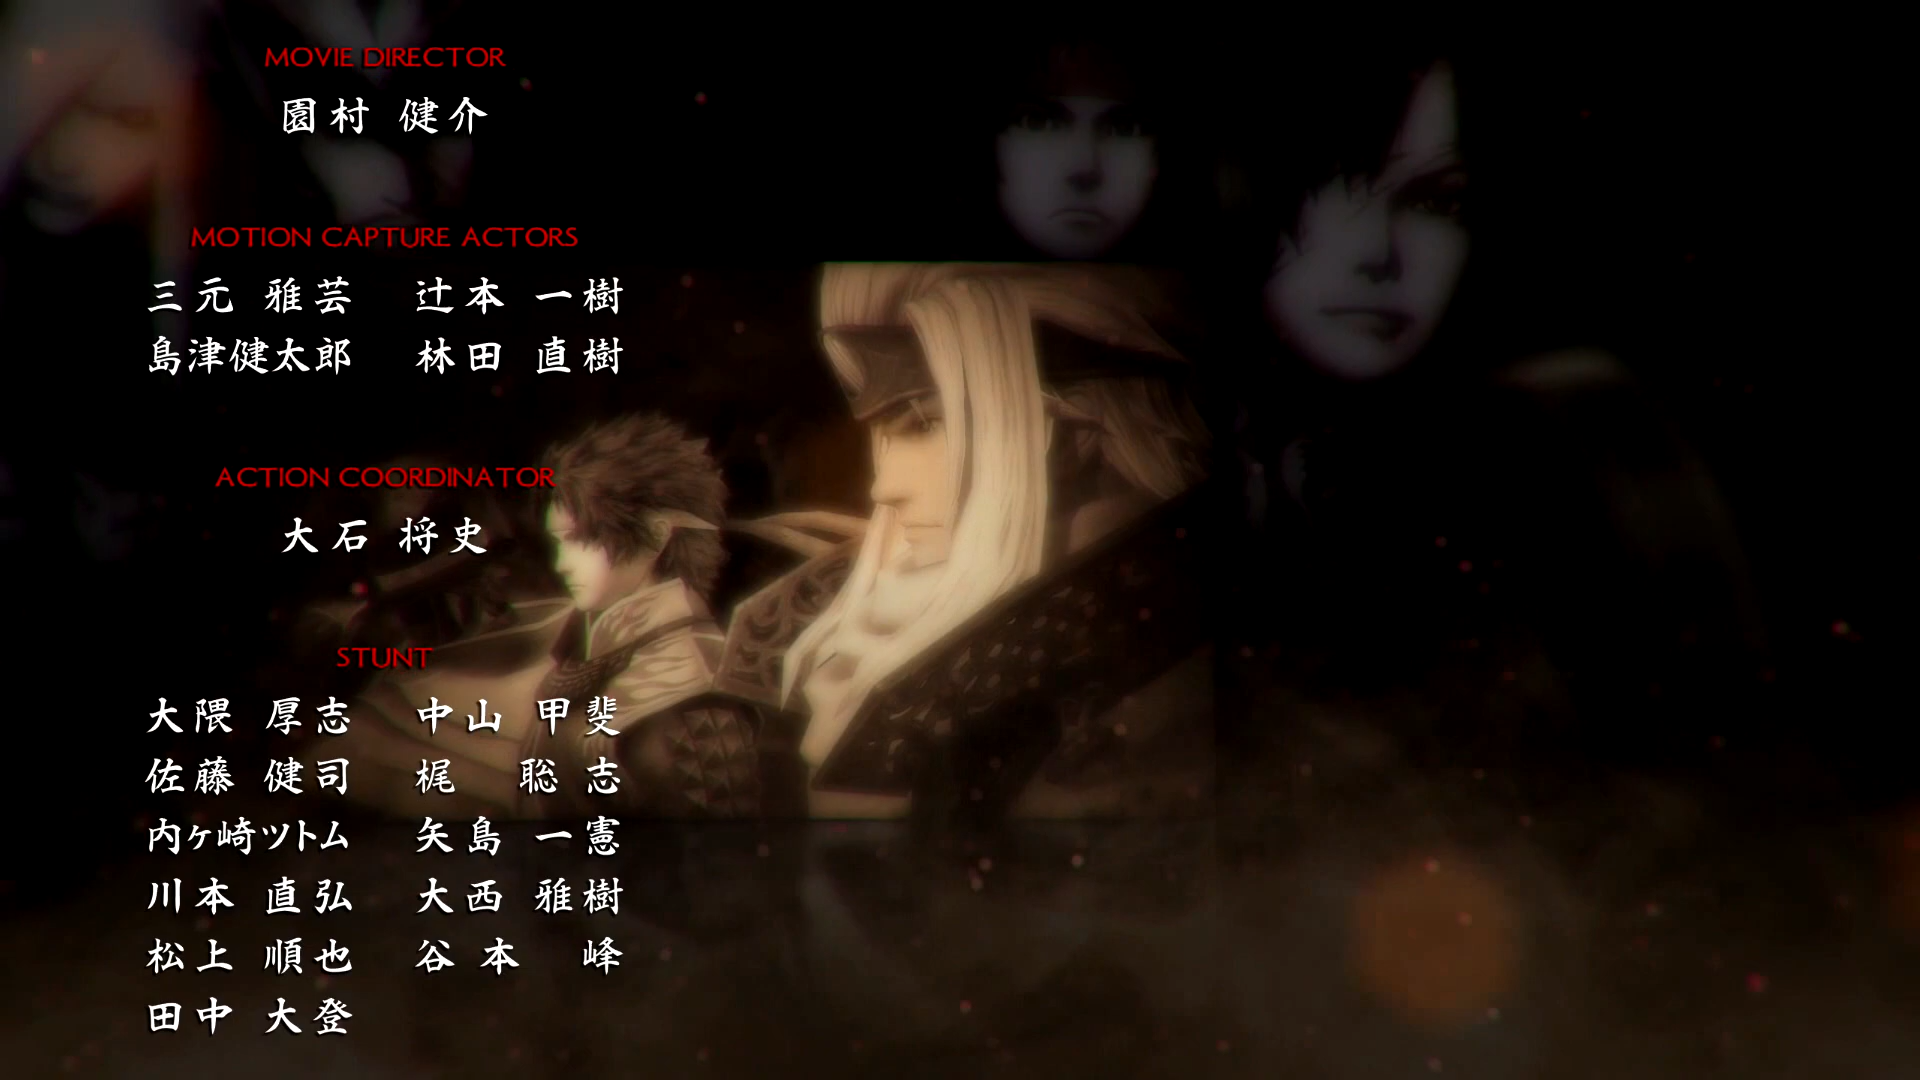 MOVIE DIRECTOR
園村 健介
MOTION CAPTURE ACTORS
三元 雅芸 辻本 一樹
島津健太郎 林田 直樹
ACTION COORDINATOR
大石 将史
STUNT
大隈 厚志 中山 甲斐
佐藤 健司 梶 聡志
内ヶ崎ツトム 矢島 一憲
川本 直弘 大西 雅樹
松上 順也 谷本 峰
田中 大登